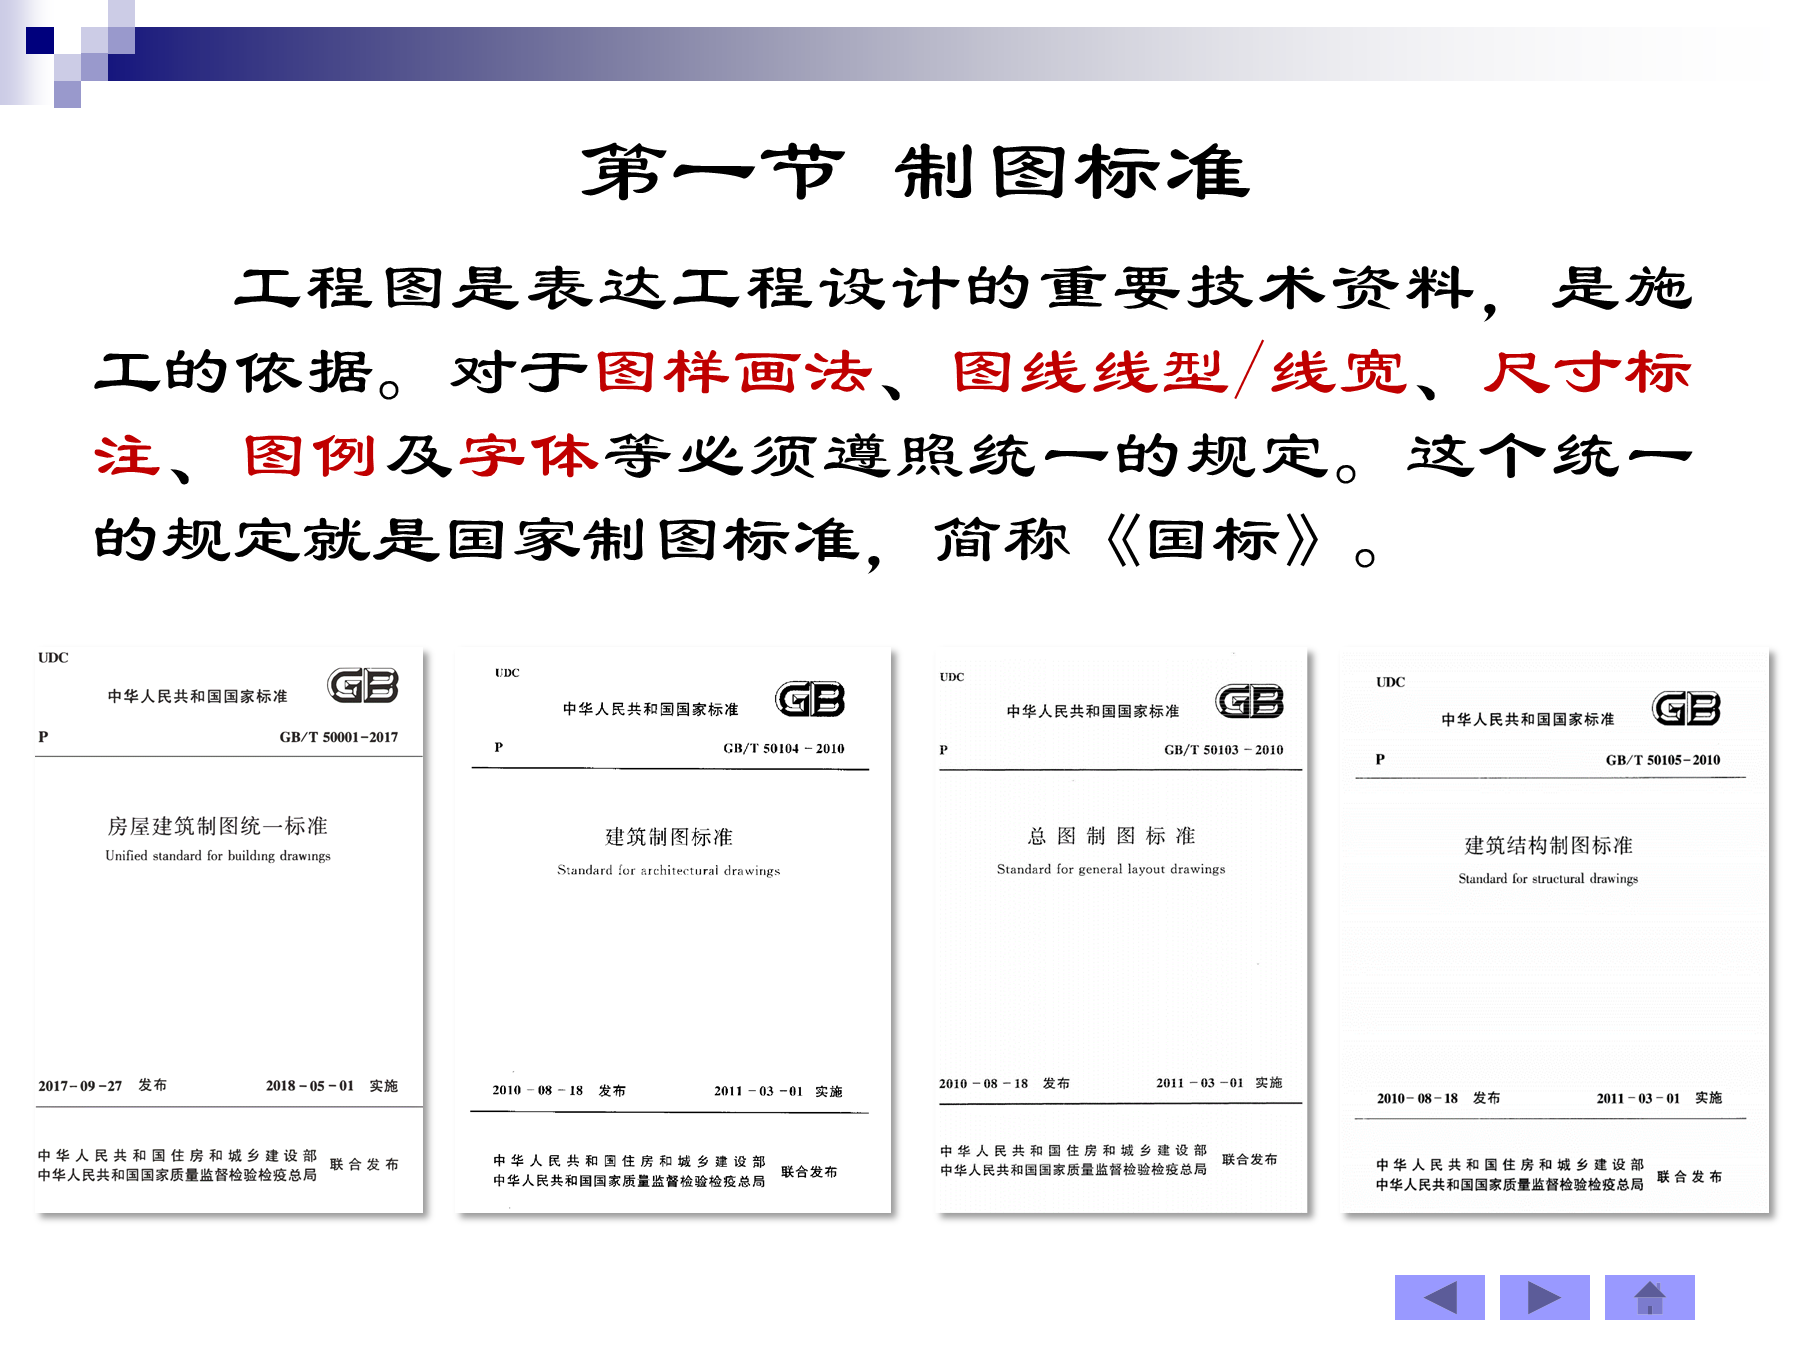 第一节 制图标准
工程图是表达工程设计的重要技术资料，是施
工的依据。对于图样画法、图线线型/线宽、尺寸标
注、图例及字体等必须遵照统一的规定。这个统一
的规定就是国家制图标准，简称《国标》。
UDC
中华人民共和国国家标准
GB
P
GB/T 50001-2017
房屋建筑制图统一标准
Unified standard for building drawings
2017-09-27 发布
2018-05-01 实施
中华人民共和国住房和城乡建设部
中华人民共和国国家质量监督检验检疫总局
联合发布
UDC
中华人民共和国国家标准
GB
P
GB/T 50104-2010
建筑制图标准
Standard for architectural drawings
2010-08-18 发布
2011-03-01 实施
中华人民共和国住房和城乡建设部
中华人民共和国国家质量监督检验检疫总局
联合发布
UDC
中华人民共和国国家标准
GB
P
GB/T 50103-2010
总图制图标准
Standard for general layout drawings
2010-08-18 发布
2011-03-01 实施
中华人民共和国住房和城乡建设部
中华人民共和国国家质量监督检验检疫总局
联合发布
UDC
中华人民共和国国家标准
GB
P
GB/T 50105-2010
建筑结构制图标准
Standard for structural drawings
2010-08-18 发布
2011-03-01 实施
中华人民共和国住房和城乡建设部
中华人民共和国国家质量监督检验检疫总局
联合发布